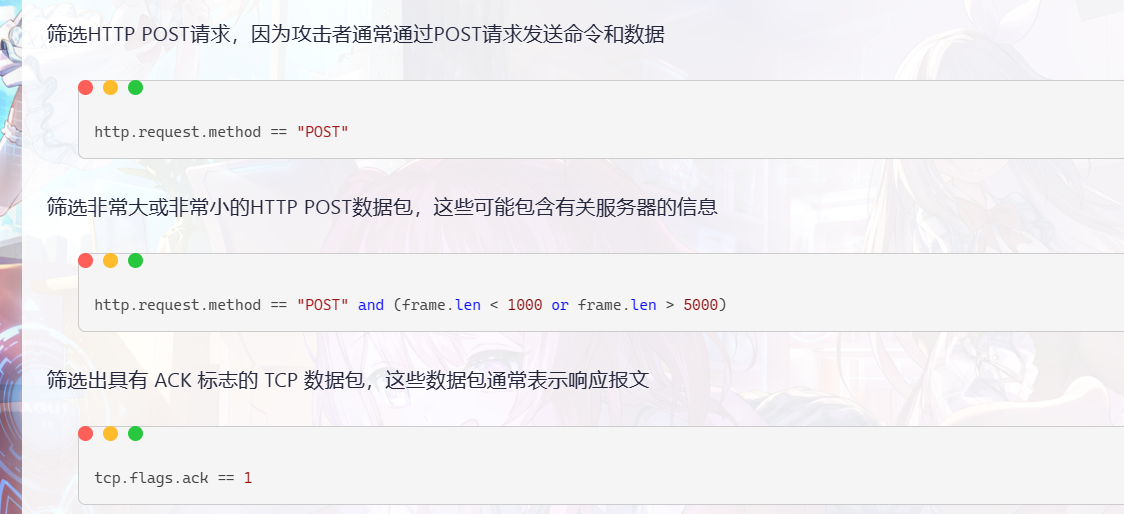 筛选HTTP POST请求，因为攻击者通常通过POST请求发送命令和数据
http.request.method == "POST"
筛选非常大或非常小的HTTP POST数据包，这些可能包含有关服务器的信息
http.request.method == "POST" and (frame.len < 1000 or frame.len > 5000)
筛选出具有 ACK 标志的 TCP 数据包，这些数据包通常表示响应报文
tcp.flags.ack == 1